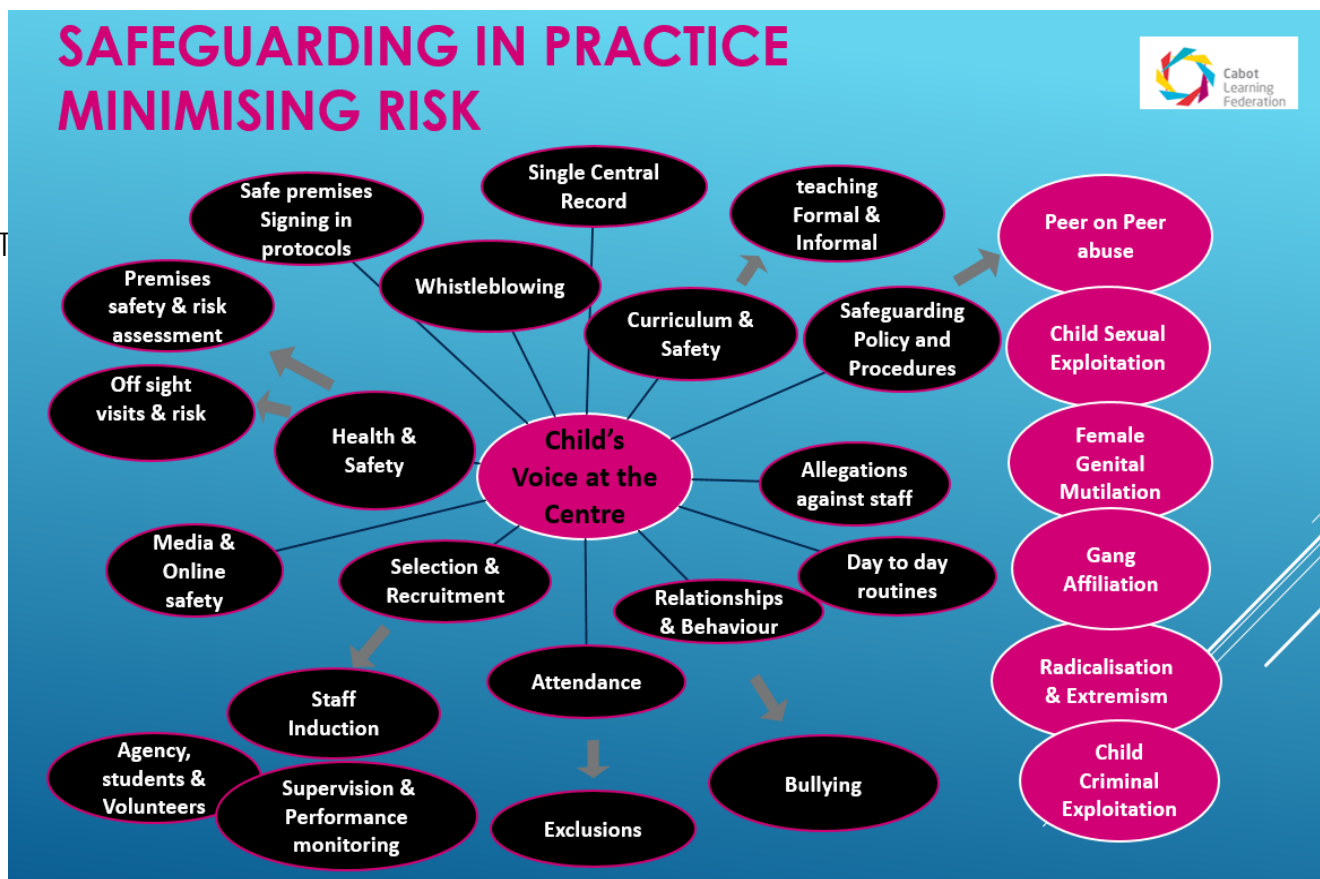 SAFEGUARDING IN PRACTICE
MINIMISING RISK
Cabot
Learning
Federation
Single Central
Record
teaching
Formal &
Informal
Safe premises
Signing in
protocols
Peer on Peer
abuse
T
Whistleblowing
Premises
safety & risk
assessment
Curriculum &
Safety
Safeguarding
Policy and
Procedures
Child Sexual
Exploitation
Off sight
visits & risk
Health &
Safety
Child's
Voice at the
Centre
Allegations
against staff
Female
Genital
Mutilation
Media &
Online
safety
Selection &
Recruitment
Relationships
& Behaviour
Day to day
routines
Gang
Affiliation
Attendance
Radicalisation
& Extremism
Staff
Induction
Agency,
students &
Volunteers
Supervision &
Performance
monitoring
Exclusions
Bullying
Child
Criminal
Exploitation